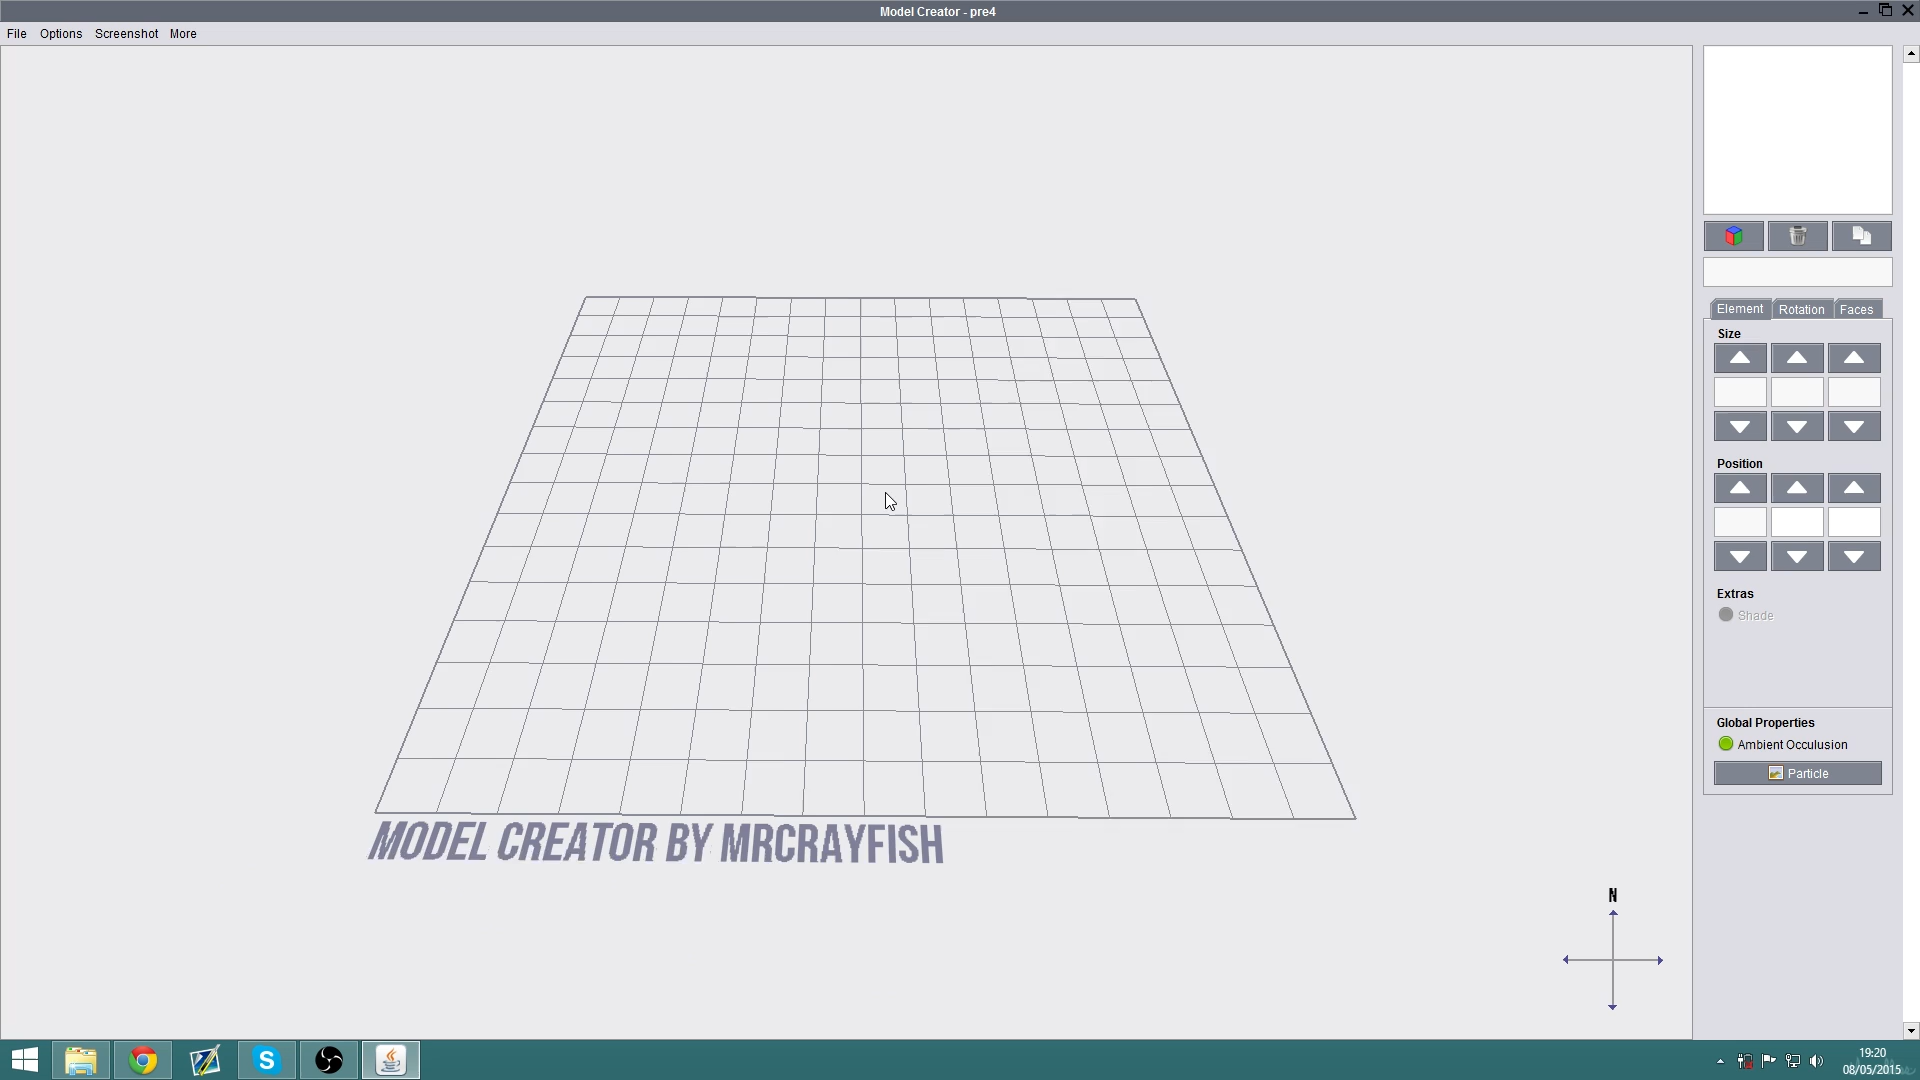 Model Creator - pre4
File Options Screenshot More
Element Rotation Faces
Size
Position
Extras
Shade
Global Properties
Ambient Occulusion
Particle
MODEL CREATOR BY MRCRAYFISH
N
S
19:20
08/05/2015